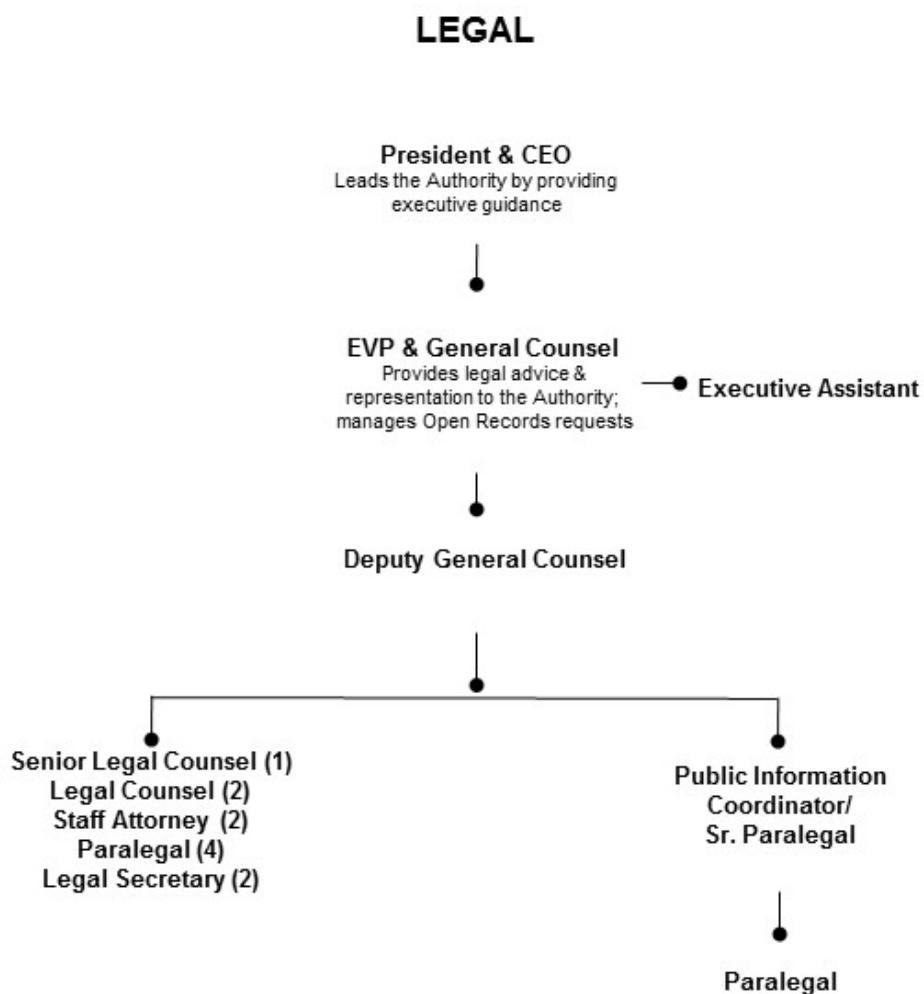 LEGAL
President & CEO
Leads the Authority by providing
executive guidance
EVP & General Counsel
Provides legal advice &
representation to the Authority;
manages Open Records requests
Executive Assistant
Deputy General Counsel
Senior Legal Counsel (1)
Legal Counsel (2)
Staff Attorney (2)
Paralegal (4)
Legal Secretary (2)
Public Information
Coordinator/
Sr. Paralegal
Paralegal